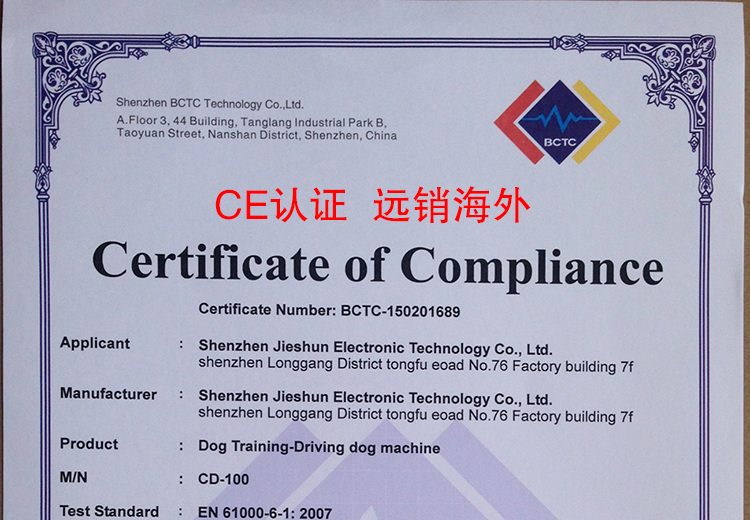 Shenzhen BCTC Technology Co.,Ltd.
A.Floor 3, 44 Building, Tanglang Industrial Park B,
Taoyuan Street, Nanshan District, Shenzhen, China
BCTC
CE认证 远销海外
Certificate of Compliance
Certificate Number: BCTC-150201689
Applicant : Shenzhen Jieshun Electronic Technology Co., Ltd.
shenzhen Longgang District tongfu eoad No.76 Factory building 7f
Manufacturer : Shenzhen Jieshun Electronic Technology Co., Ltd.
shenzhen Longgang District tongfu eoad No.76 Factory building 7f
Product : Dog Training-Driving dog machine
M/N : CD-100
Test Standard : EN 61000-6-1: 2007